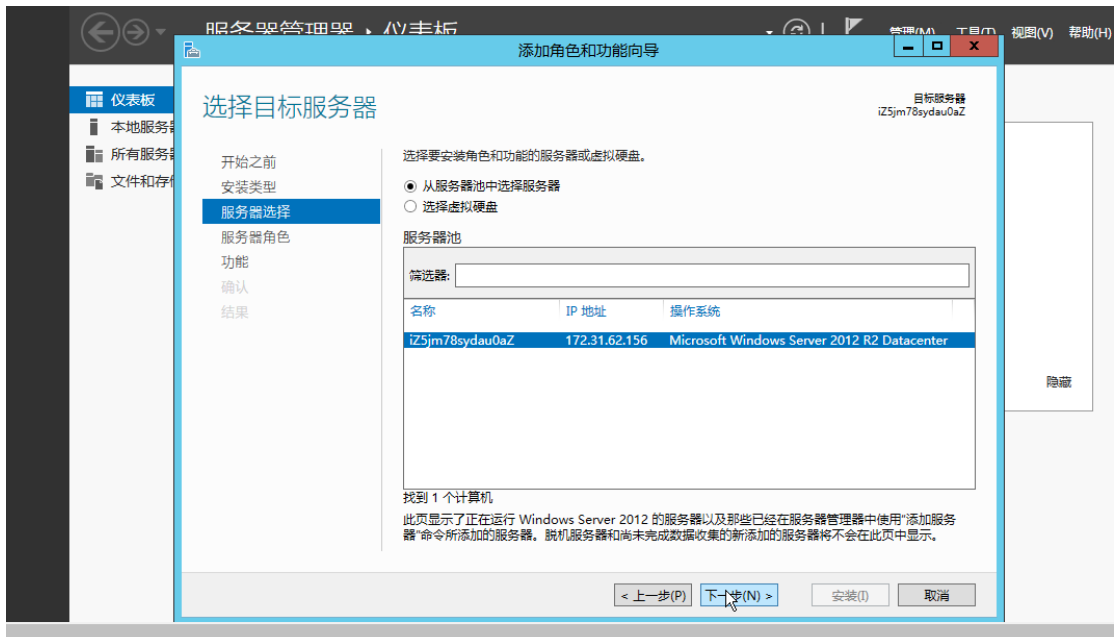 服务器管理器 · 仪表板
管理(M) 工具(T) 视图(V) 帮助(H)
添加角色和功能向导
仪表板
本地服务
所有服务
文件和存
选择目标服务器
目标服务器
iZ5jm78sydau0aZ
开始之前
安装类型
服务器选择
服务器角色
功能
确认
结果
选择要安装角色和功能的服务器或虚拟硬盘。
从服务器池中选择服务器
选择虚拟硬盘
服务器池
筛选器:
名称 IP 地址 操作系统
iZ5jm78sydau0aZ 172.31.62.156 Microsoft Windows Server 2012 R2 Datacenter
找到 1 个计算机
此页显示了正在运行 Windows Server 2012 的服务器以及那些已经在服务器管理器中使用"添加服务
器"命令所添加的服务器。脱机服务器和尚未完成数据收集的新添加的服务器将不会在此页中显示。
隐藏
< 上一步(P) 下一步(N) > 安装(I) 取消